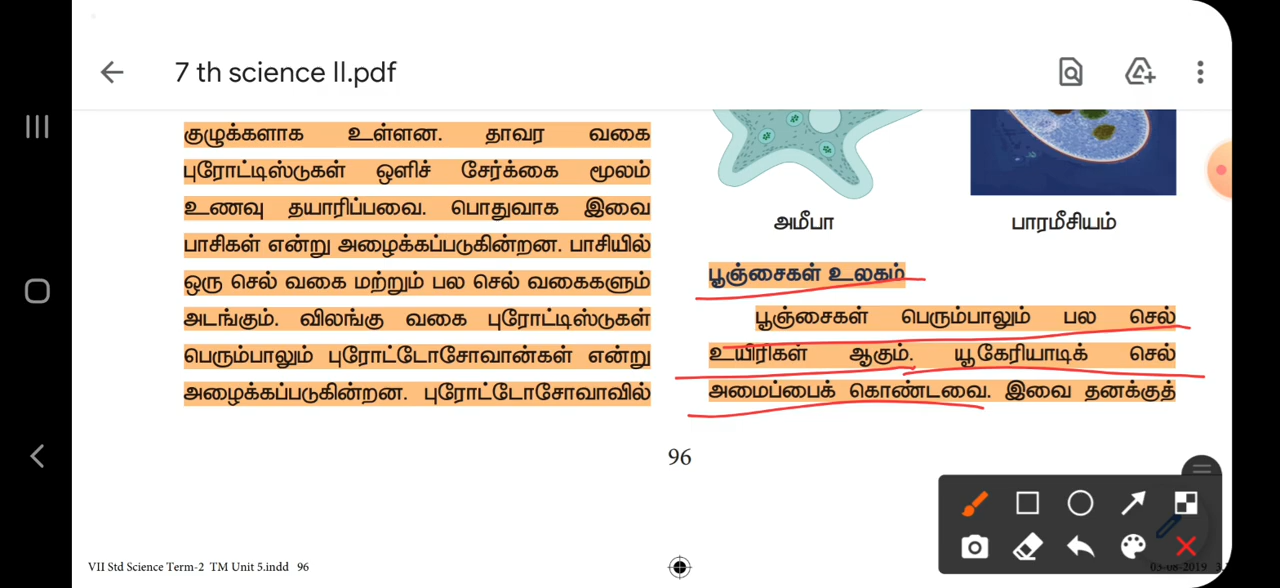 7 th science II.pdf
குழுக்களாக உள்ளன. தாவர வகை
புரோட்டிஸ்டுகள் ஒளிச் சேர்க்கை மூலம்
உணவு தயாரிப்பவை. பொதுவாக இவை
பாசிகள் என்று அழைக்கப்படுகின்றன. பாசியில்
ஒரு செல் வகை மற்றும் பல செல் வகைகளும்
அடங்கும். விலங்கு வகை புரோட்டிஸ்டுகள்
பெரும்பாலும் புரோட்டோசோவான்கள் என்று
அழைக்கப்படுகின்றன. புரோட்டோசோவாவில்
அமீபா
பாரமீசியம்
பூஞ்சைகள் உலகம்
பூஞ்சைகள் பெரும்பாலும் பல செல்
உயிரிகள் ஆகும். யூகேரியாடிக் செல்
அமைப்பைக் கொண்டவை. இவை தனக்குத்
96
VII Std Science Term-2 TM Unit 5.indd 96
03-08-2019